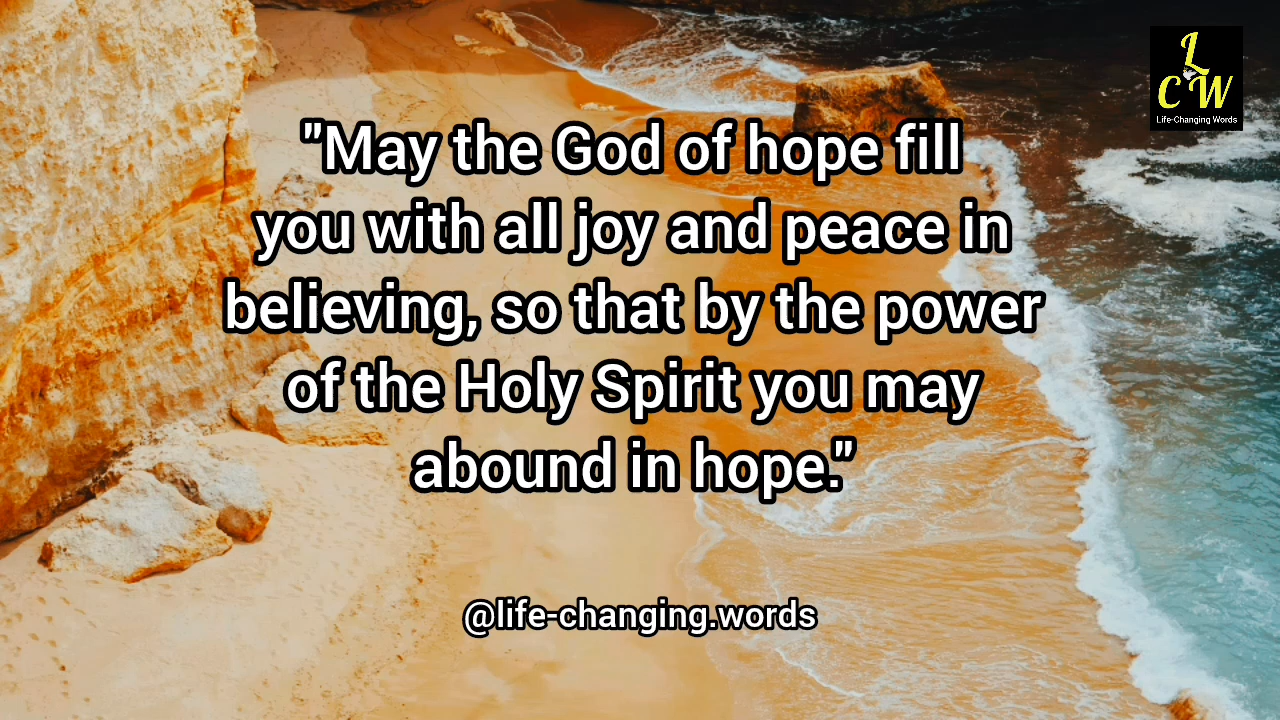 L
C W
Life-Changing Words
"May the God of hope fill
you with all joy and peace in
believing, so that by the power
of the Holy Spirit you may
abound in hope."
@life-changing.words